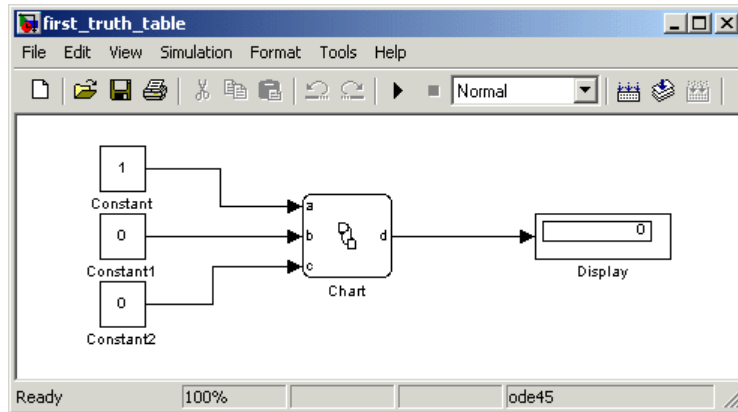 first_truth_table
File Edit View Simulation Format Tools Help
Normal
1
Constant
0
Constant1
0
Constant2
a
b
c
d
Chart
0
Display
Ready 100% ode45